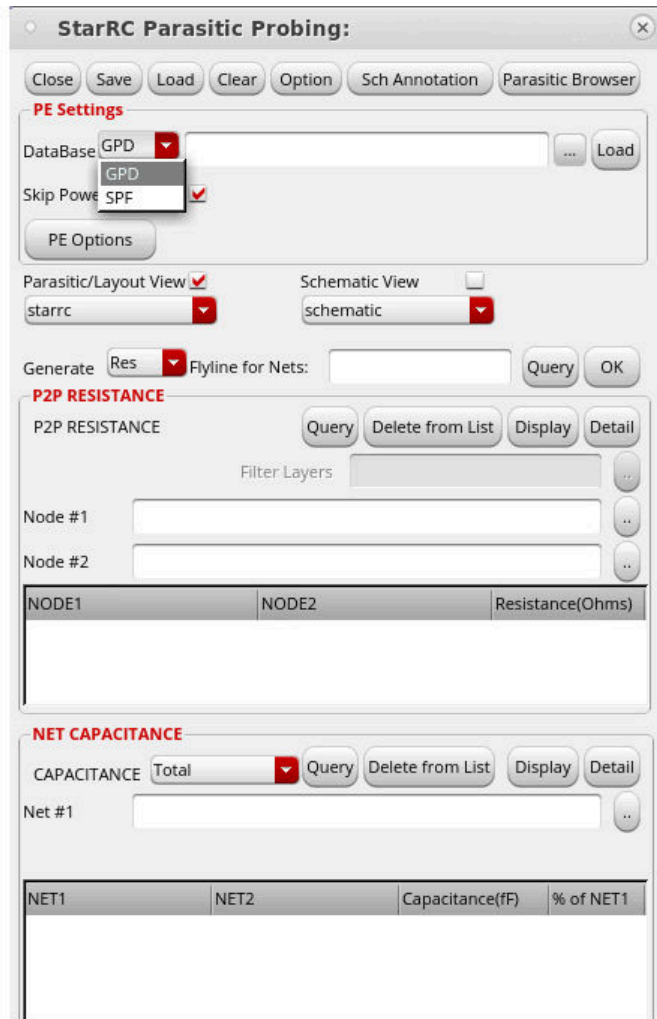 StarRC Parasitic Probing:
Close Save Load Clear Option Sch Annotation Parasitic Browser
PE Settings
DataBase GPD ... Load
GPD
Skip Powe
SPF
PE Options
Parasitic/Layout View Schematic View
starrc schematic
Generate Res Flyline for Nets: Query OK
P2P RESISTANCE
P2P RESISTANCE Query Delete from List Display Detail
Filter Layers ..
Node #1 ..
Node #2 ..
NODE1 NODE2 Resistance(Ohms)
NET CAPACITANCE
CAPACITANCE Total Query Delete from List Display Detail
Net #1 ..
NET1 NET2 Capacitance(fF) % of NET1